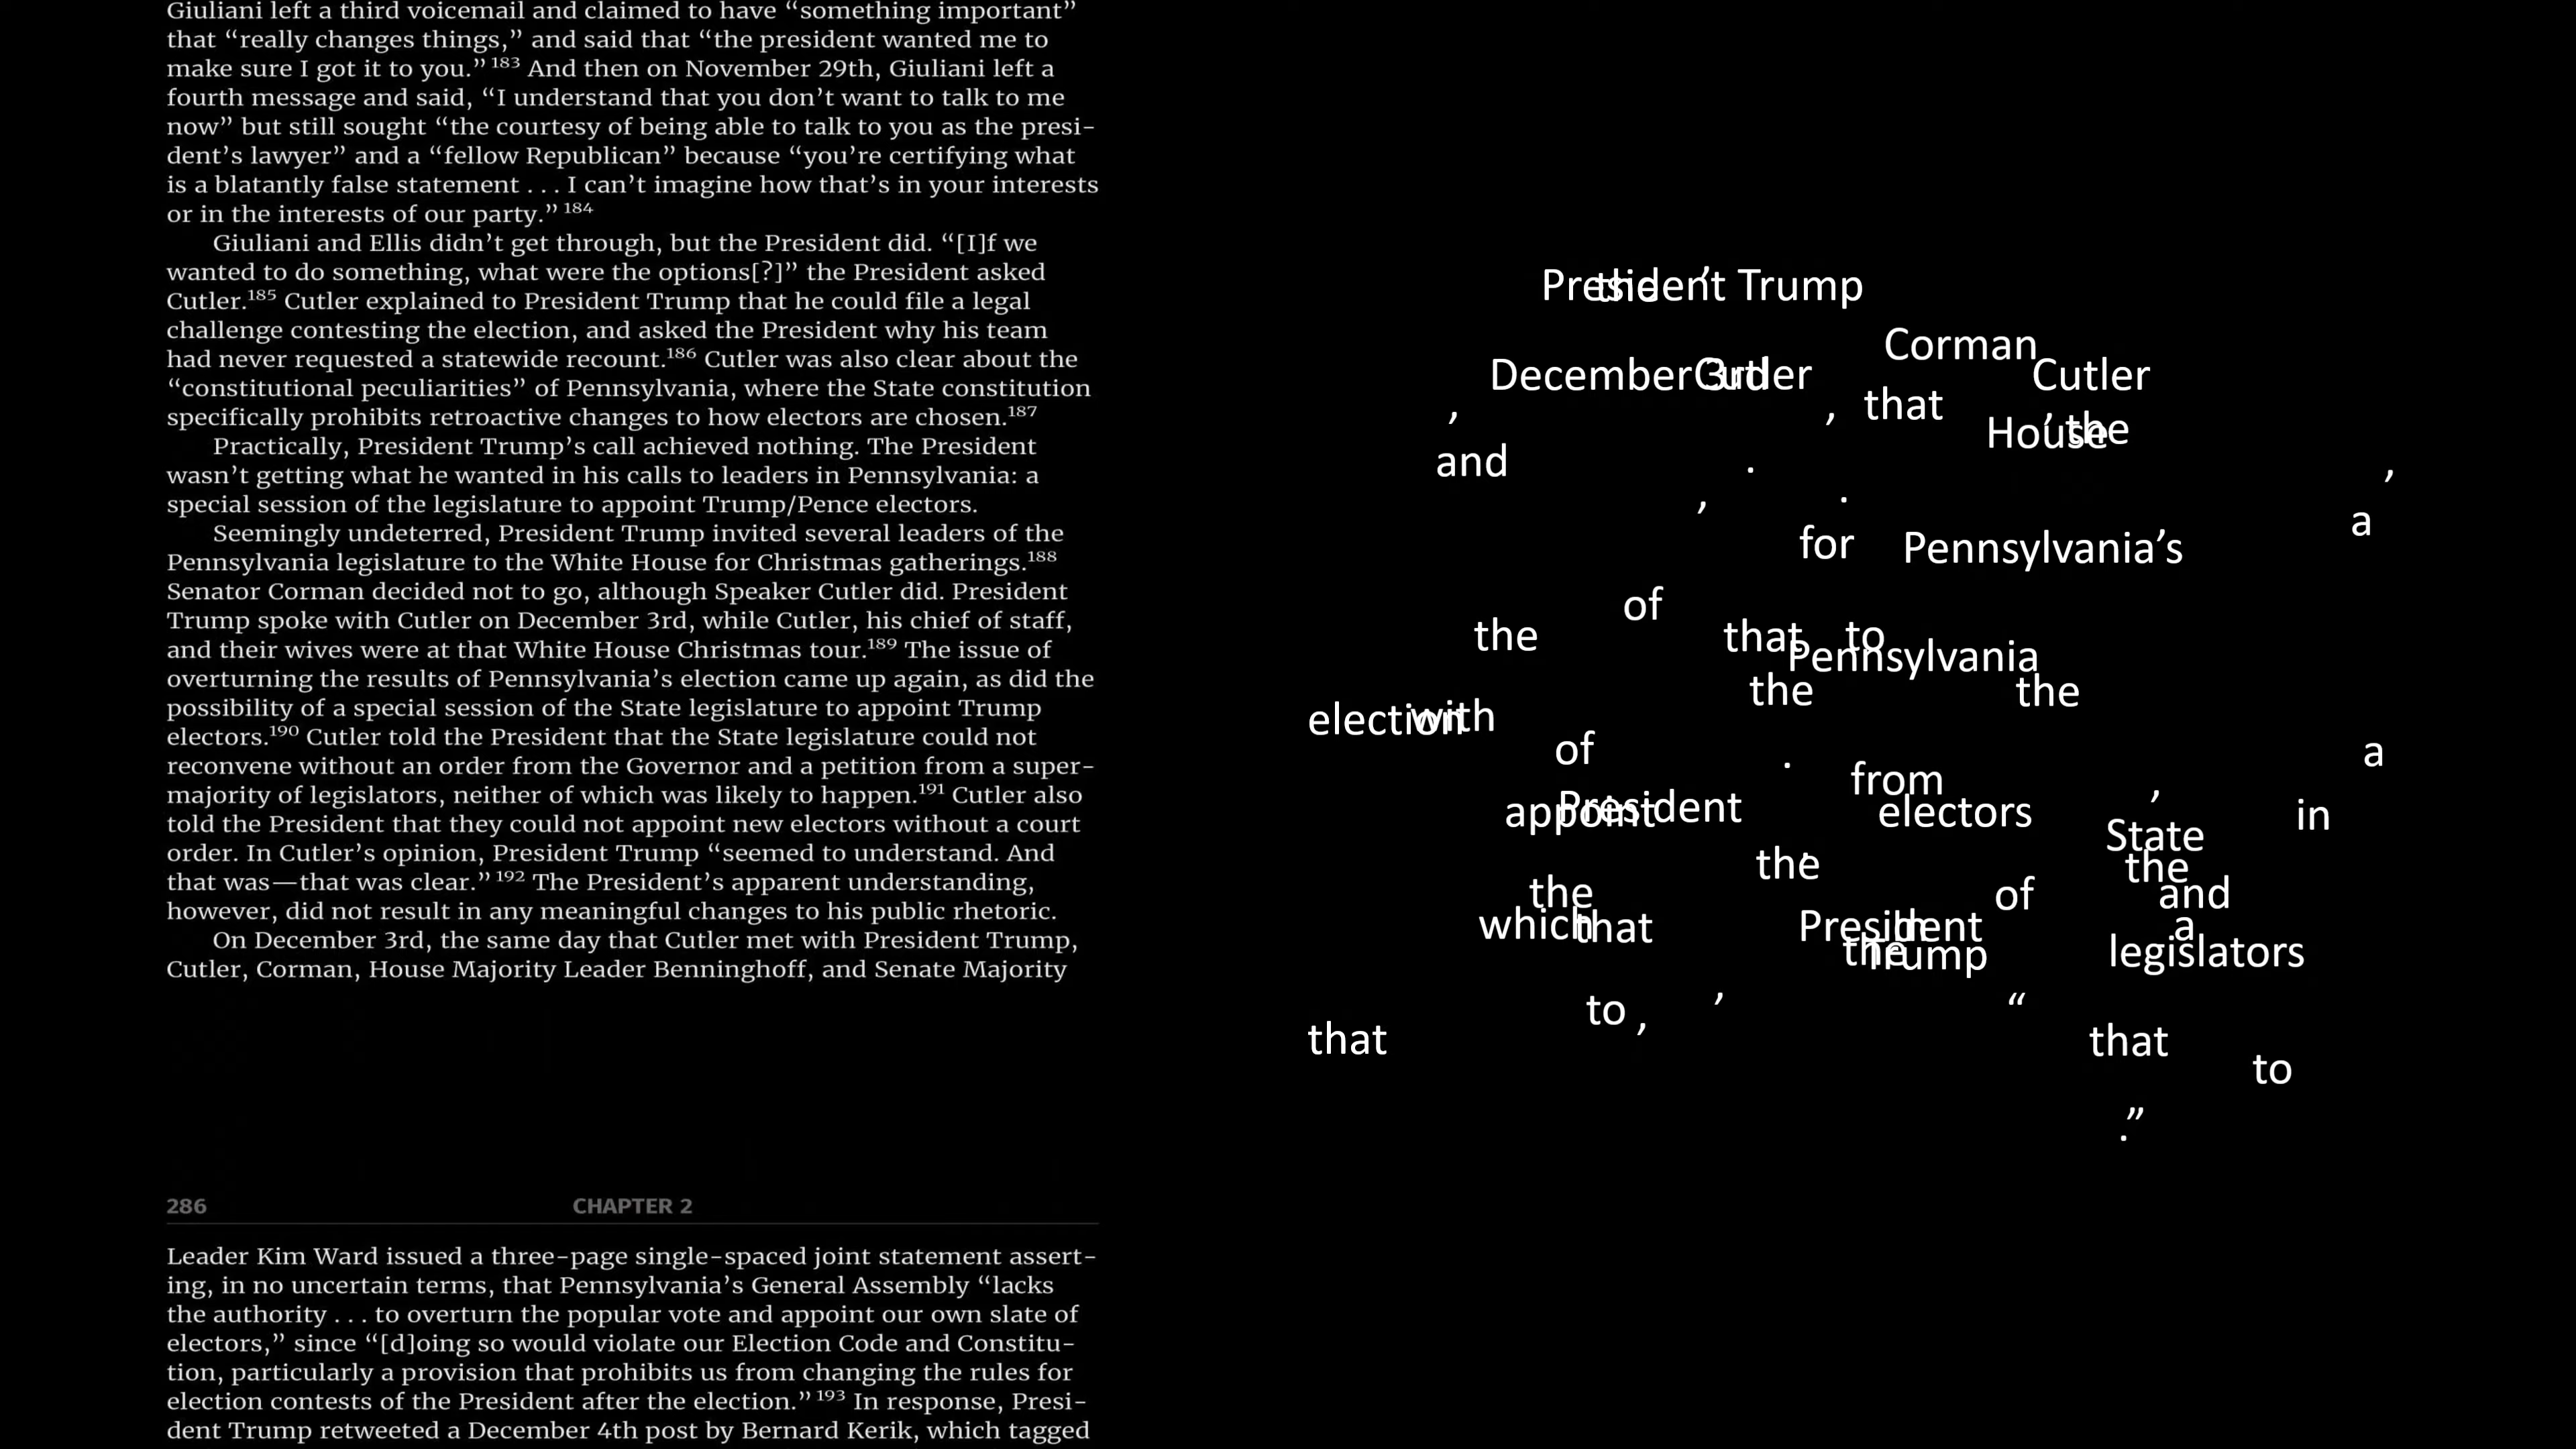 Giuliani left a third voicemail and claimed to have “something important”
that “really changes things,” and said that “the president wanted me to
make sure I got it to you.” 183 And then on November 29th, Giuliani left a
fourth message and said, “I understand that you don’t want to talk to me
now” but still sought “the courtesy of being able to talk to you as the presi-
dent’s lawyer” and a “fellow Republican” because “you’re certifying what
is a blatantly false statement . . . I can’t imagine how that’s in your interests
or in the interests of our party.” 184
Giuliani and Ellis didn’t get through, but the President did. “[I]f we
wanted to do something, what were the options[?]” the President asked
Cutler.185 Cutler explained to President Trump that he could file a legal
challenge contesting the election, and asked the President why his team
had never requested a statewide recount.186 Cutler was also clear about the
“constitutional peculiarities” of Pennsylvania, where the State constitution
specifically prohibits retroactive changes to how electors are chosen.187
Practically, President Trump’s call achieved nothing. The President
wasn’t getting what he wanted in his calls to leaders in Pennsylvania: a
special session of the legislature to appoint Trump/Pence electors.
Seemingly undeterred, President Trump invited several leaders of the
Pennsylvania legislature to the White House for Christmas gatherings.188
Senator Corman decided not to go, although Speaker Cutler did. President
Trump spoke with Cutler on December 3rd, while Cutler, his chief of staff,
and their wives were at that White House Christmas tour.189 The issue of
overturning the results of Pennsylvania’s election came up again, as did the
possibility of a special session of the State legislature to appoint Trump
electors.190 Cutler told the President that the State legislature could not
reconvene without an order from the Governor and a petition from a super-
majority of legislators, neither of which was likely to happen.191 Cutler also
told the President that they could not appoint new electors without a court
order. In Cutler’s opinion, President Trump “seemed to understand. And
that was—that was clear.” 192 The President’s apparent understanding,
however, did not result in any meaningful changes to his public rhetoric.
On December 3rd, the same day that Cutler met with President Trump,
Cutler, Corman, House Majority Leader Benninghoff, and Senate Majority
286 CHAPTER 2
Leader Kim Ward issued a three-page single-spaced joint statement assert-
ing, in no uncertain terms, that Pennsylvania’s General Assembly “lacks
the authority . . . to overturn the popular vote and appoint our own slate of
electors,” since “[d]oing so would violate our Election Code and Constitu-
tion, particularly a provision that prohibits us from changing the rules for
election contests of the President after the election.” 193 In response, Presi-
dent Trump retweeted a December 4th post by Bernard Kerik, which tagged
President Trump
the ,
Corman
December 3rd Cutler Cutler
, , that
House , the
and . ,
, .
a
for Pennsylvania’s
of
the that to
Pennsylvania
the the
election with
of . a
from ,
appoint President electors in
State
the the
the of and
which that President a
the Trump legislators
to , , “
that that
to
.”